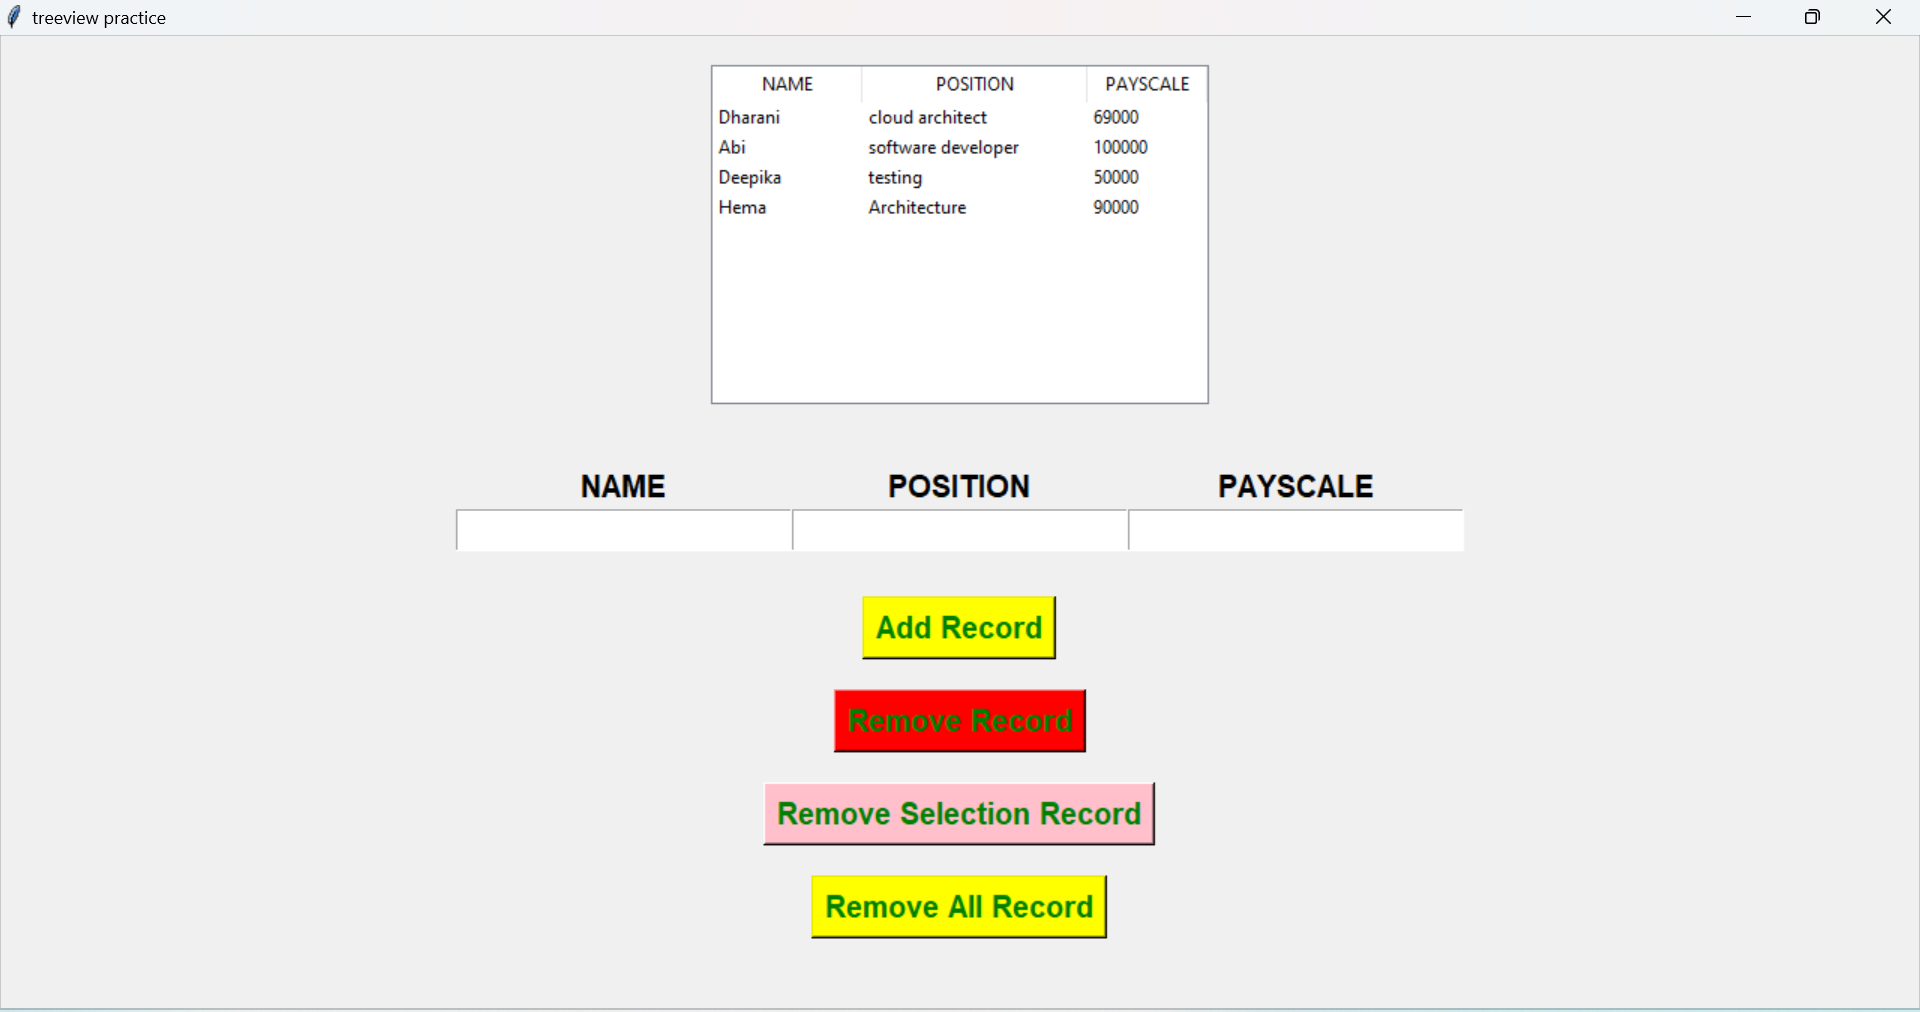 treeview practice
NAME POSITION PAYSCALE
Dharani cloud architect 69000
Abi software developer 100000
Deepika testing 50000
Hema Architecture 90000
NAME POSITION PAYSCALE
Add Record
Remove Record
Remove Selection Record
Remove All Record